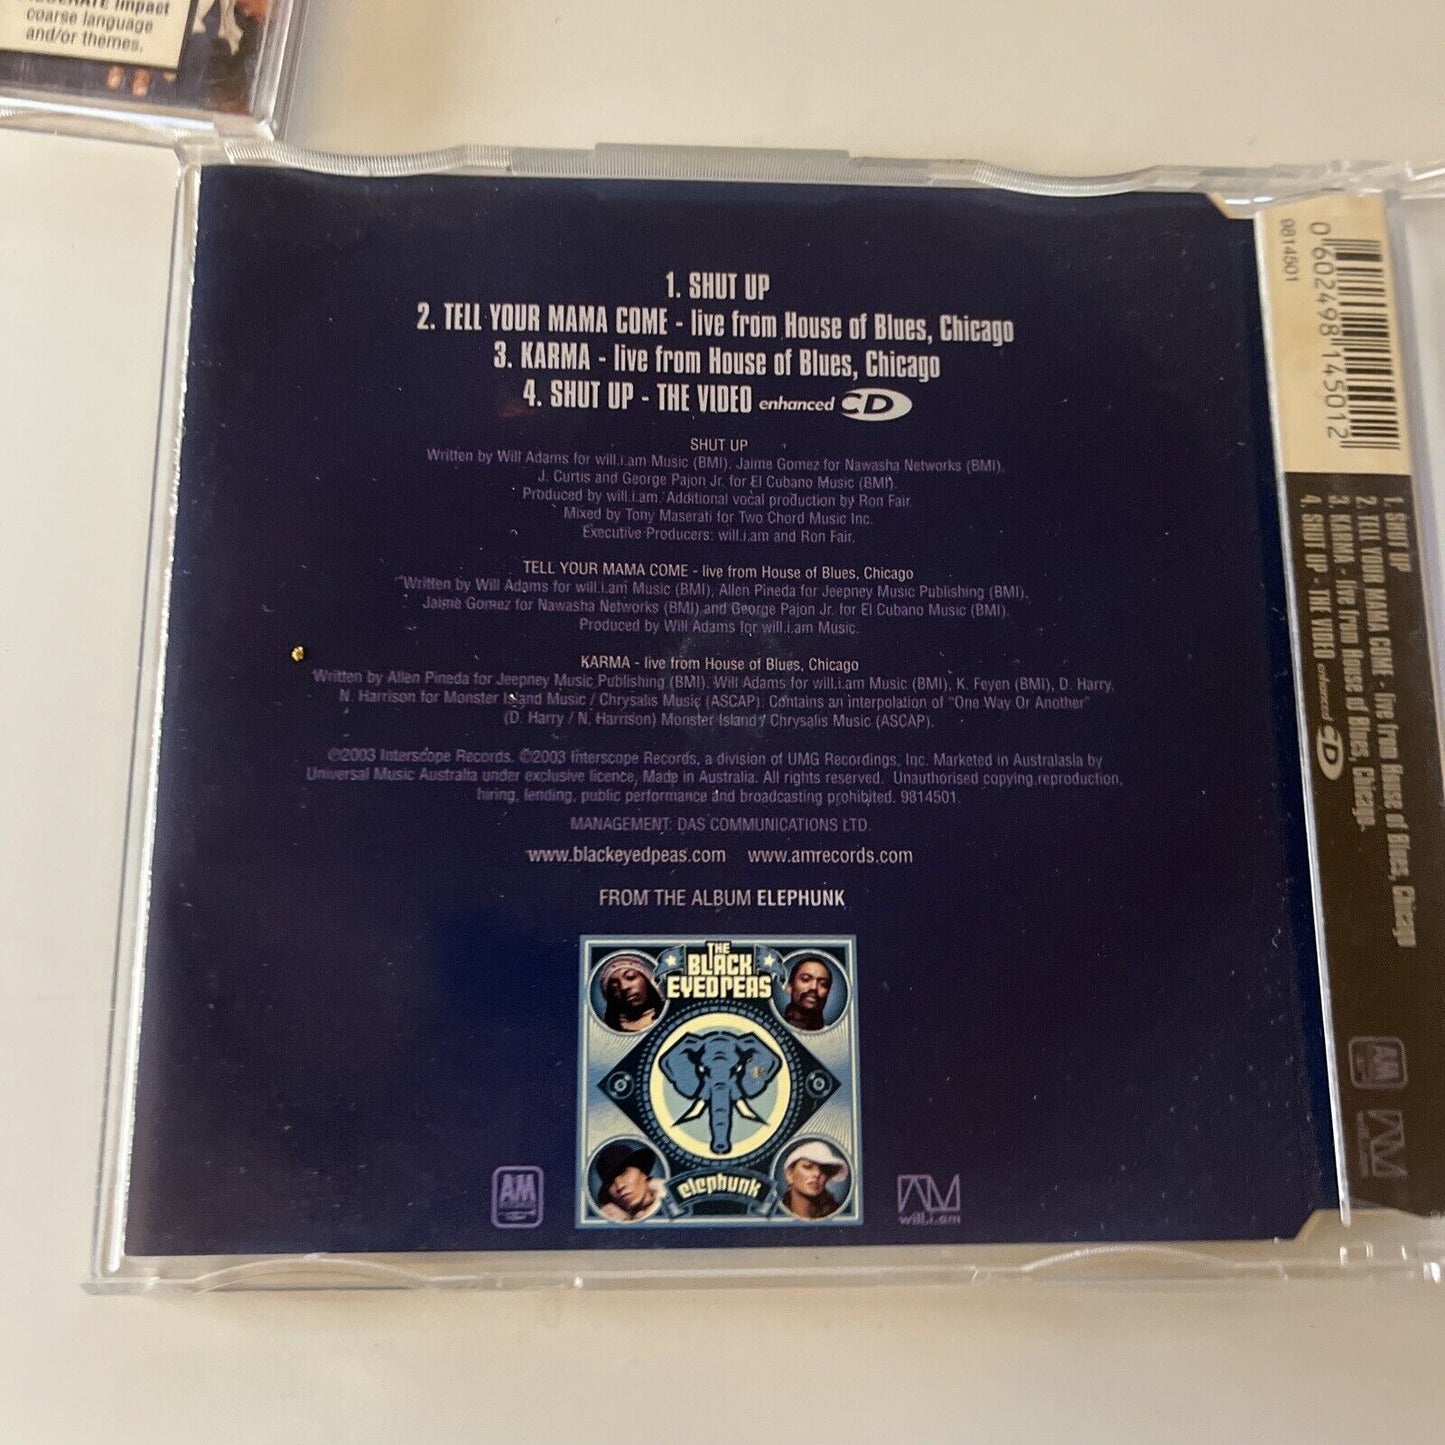 MODERATE Impact
coarse language
and/or themes.
1. SHUT UP
2. TELL YOUR MAMA COME - live from House of Blues, Chicago
3. KARMA - live from House of Blues, Chicago
4. SHUT UP - THE VIDEO enhanced CD
SHUT UP
Written by Will Adams for will.i.am Music (BMI), Jaime Gomez for Nawasha Networks (BMI),
J. Curtis and George Pajon Jr. for El Cubano Music (BMI).
Produced by will.i.am. Additional vocal production by Ron Fair.
Mixed by Tony Maserati for Two Chord Music Inc.
Executive Producers: will.i.am and Ron Fair.
TELL YOUR MAMA COME - live from House of Blues, Chicago
Written by Will Adams for will.i.am Music (BMI), Allen Pineda for Jeepney Music Publishing (BMI),
Jaime Gomez for Nawasha Networks (BMI) and George Pajon Jr. for El Cubano Music (BMI).
Produced by Will Adams for will.i.am Music.
KARMA - live from House of Blues, Chicago
Written by Allen Pineda for Jeepney Music Publishing (BMI), Will Adams for will.i.am Music (BMI), K. Feyen (BMI), D. Harry,
N. Harrison for Monster Island Music / Chrysalis Music (ASCAP). Contains an interpolation of "One Way Or Another"
(D. Harry / N. Harrison) Monster Island / Chrysalis Music (ASCAP).
℗2003 Interscope Records. ©2003 Interscope Records, a division of UMG Recordings, Inc. Marketed in Australasia by
Universal Music Australia under exclusive licence, Made in Australia. All rights reserved. Unauthorised copying,reproduction,
hiring, lending, public performance and broadcasting prohibited. 9814501.
MANAGEMENT: DAS COMMUNICATIONS LTD.
www.blackeyedpeas.com www.amrecords.com
FROM THE ALBUM ELEPHUNK
THE
BLACK
EYED PEAS
elephunk
AM
will.i.am
9814501
0 602498 145012
1. SHUT UP
2. TELL YOUR MAMA COME - live from House of Blues, Chicago
3. KARMA - live from House of Blues, Chicago.
4. SHUT UP - THE VIDEO enhanced CD
AM